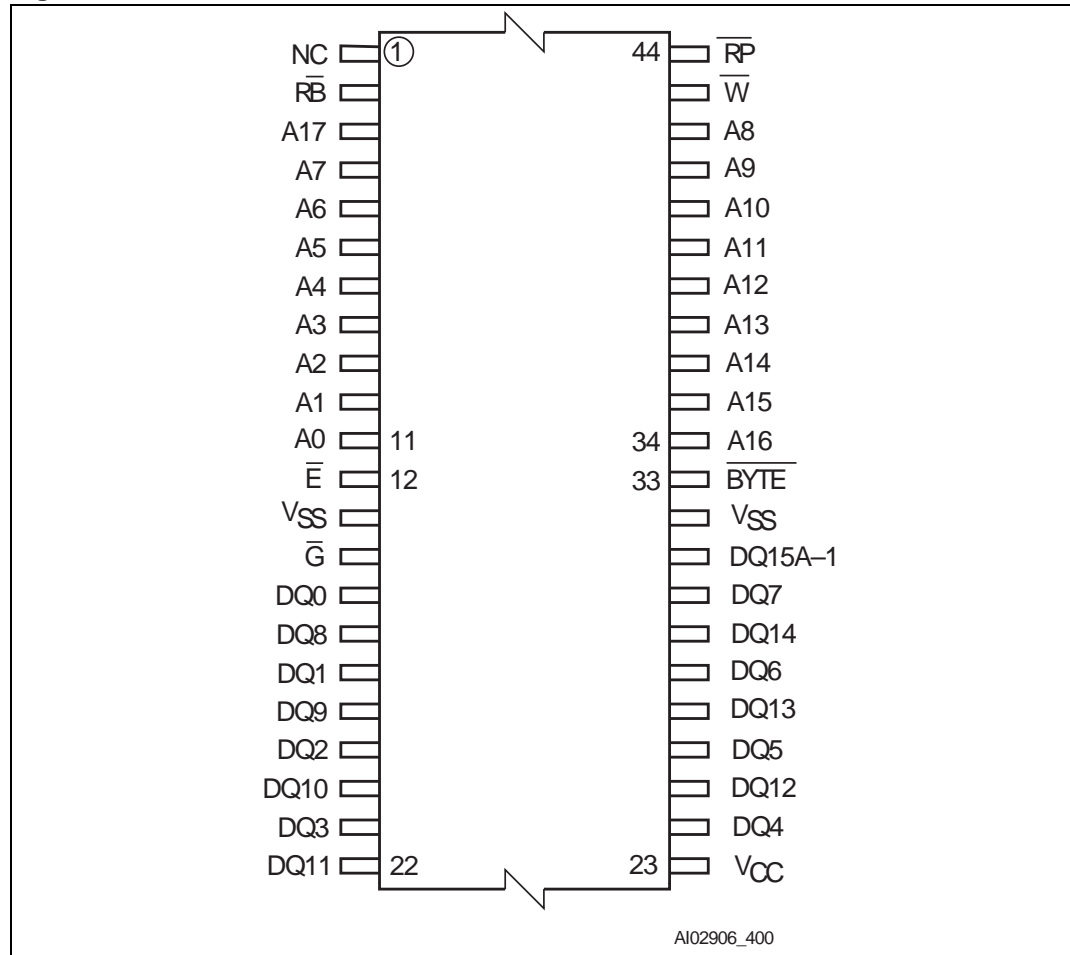 NC 1 44 R̅P̅
RB̅ W̅
A17 A8
A7 A9
A6 A10
A5 A11
A4 A12
A3 A13
A2 A14
A1 A15
A0 11 34 A16
E̅ 12 33 B̅Y̅T̅E̅
VSS VSS
G̅ DQ15A–1
DQ0 DQ7
DQ8 DQ14
DQ1 DQ6
DQ9 DQ13
DQ2 DQ5
DQ10 DQ12
DQ3 DQ4
DQ11 22 23 VCC
AI02906_400